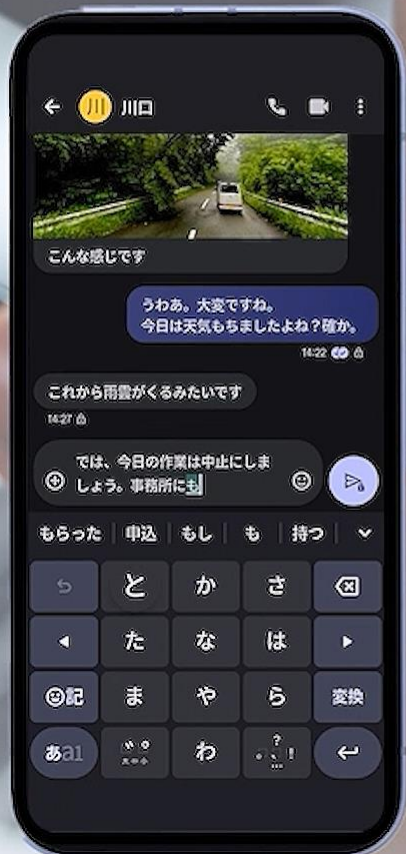 川 川口
こんな感じです
うわあ。大変ですね。
今日は天気もちましたよね?確か。
14:22
これから雨雲がくるみたいです
14:27
では、今日の作業は中止にしま
しょう。事務所にも
もらった 申込 もし も 持つ
と か さ
た な は
記 ま や ら 変換
あa1 大⇔小 わ 。、?!…